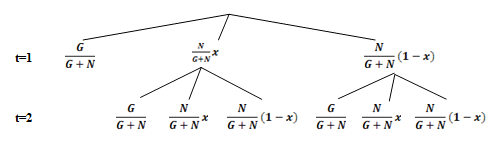 t=1 G/(G+N) N/(G+N) x N/(G+N) (1−x)
t=2 G/(G+N) N/(G+N) x N/(G+N) (1−x) G/(G+N) N/(G+N) x N/(G+N) (1−x)